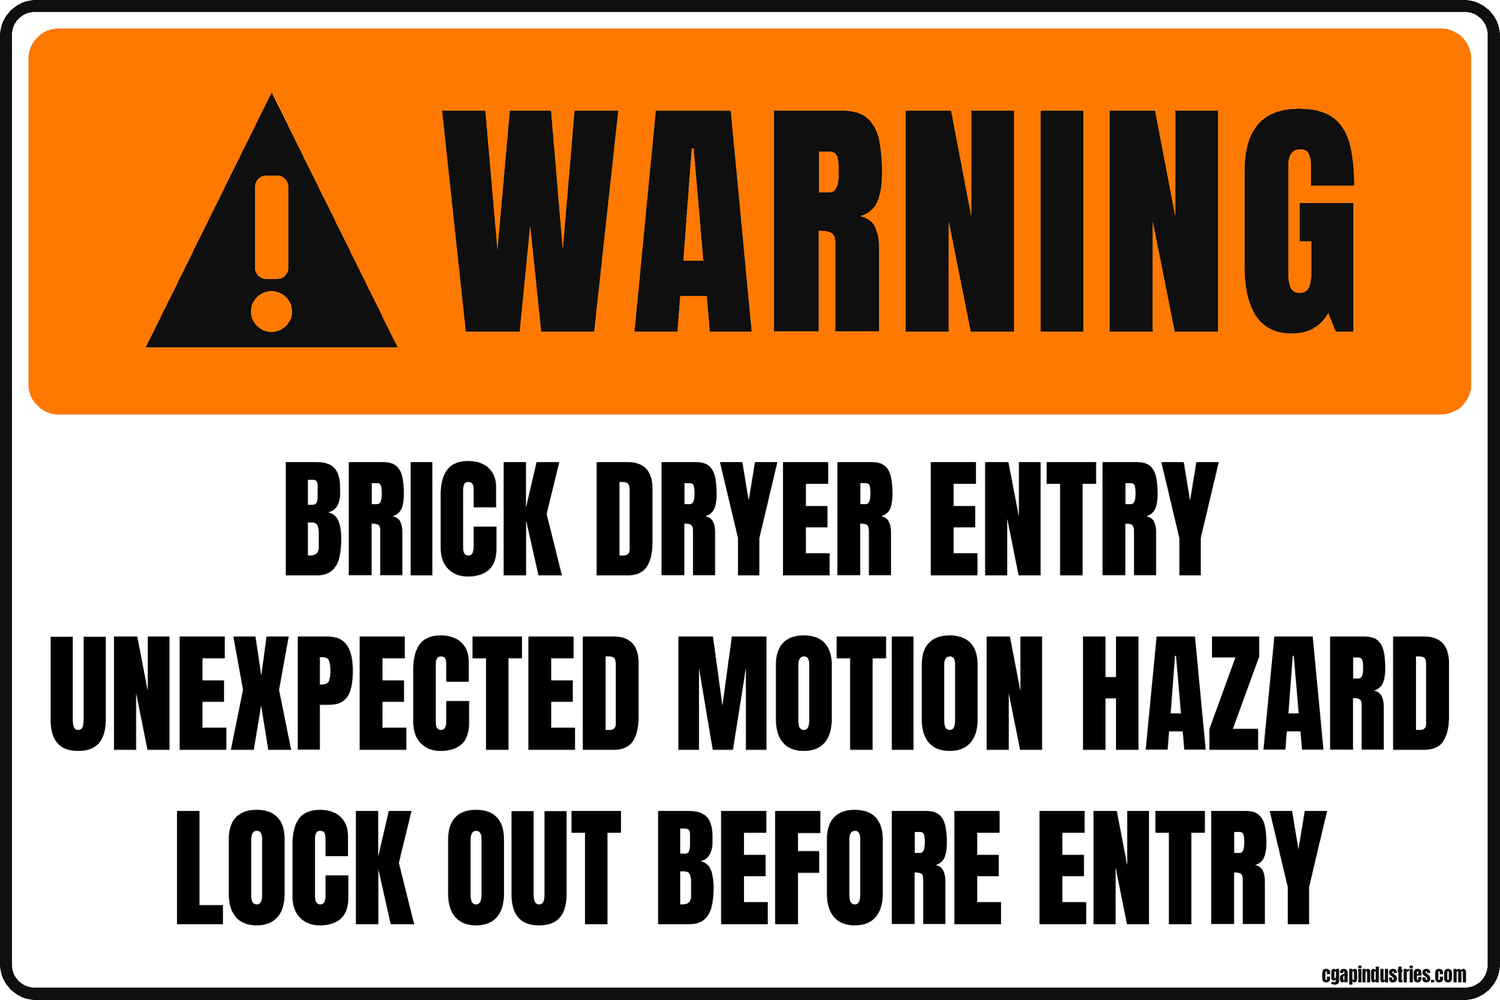 WARNING
BRICK DRYER ENTRY
UNEXPECTED MOTION HAZARD
LOCK OUT BEFORE ENTRY
cgapindustries.com